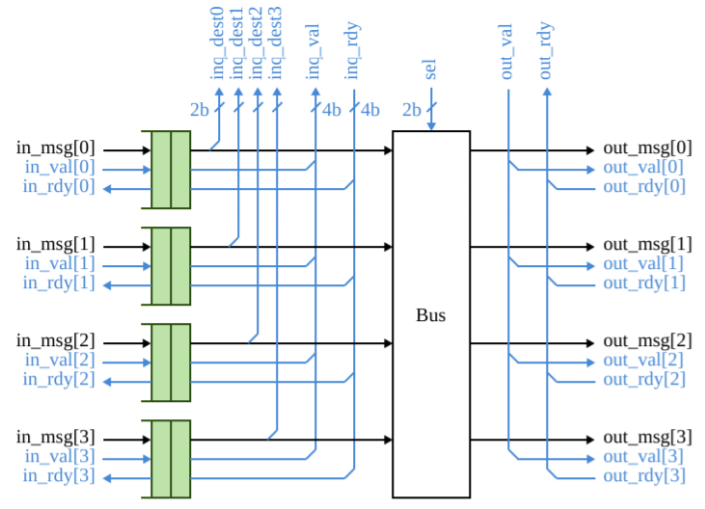 inq_dest0
inq_dest1
inq_dest2
inq_dest3
inq_val
inq_rdy
sel
out_val
out_rdy
2b
4b
4b
2b
in_msg[0]
in_val[0]
in_rdy[0]
out_msg[0]
out_val[0]
out_rdy[0]
in_msg[1]
in_val[1]
in_rdy[1]
out_msg[1]
out_val[1]
out_rdy[1]
Bus
in_msg[2]
in_val[2]
in_rdy[2]
out_msg[2]
out_val[2]
out_rdy[2]
in_msg[3]
in_val[3]
in_rdy[3]
out_msg[3]
out_val[3]
out_rdy[3]